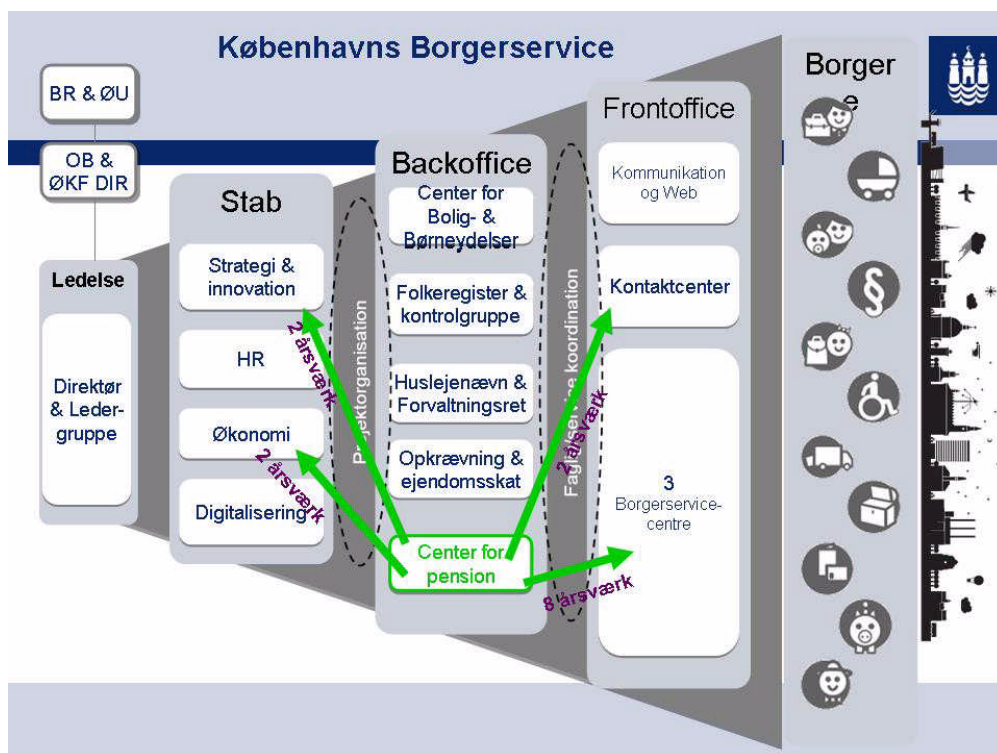 Københavns Borgerservice
BR & ØU
OB &
ØKF DIR
Ledelse
Direktør
& Leder-
gruppe
Stab
Strategi &
innovation
HR
Økonomi
Digitalisering
Projektorganisation
2 årsværk
2 årsværk
Backoffice
Center for
Bolig- &
Børneydelser
Folkeregister &
kontrolgruppe
Huslejenævn &
Forvaltningsret
Opkrævning &
ejendomsskat
Center for
pension
koordination
2 årsværk
8 årsværk
Frontoffice
Kommunikation
og Web
Kontaktcenter
3
Borgerservice-
centre
Borger
e
§